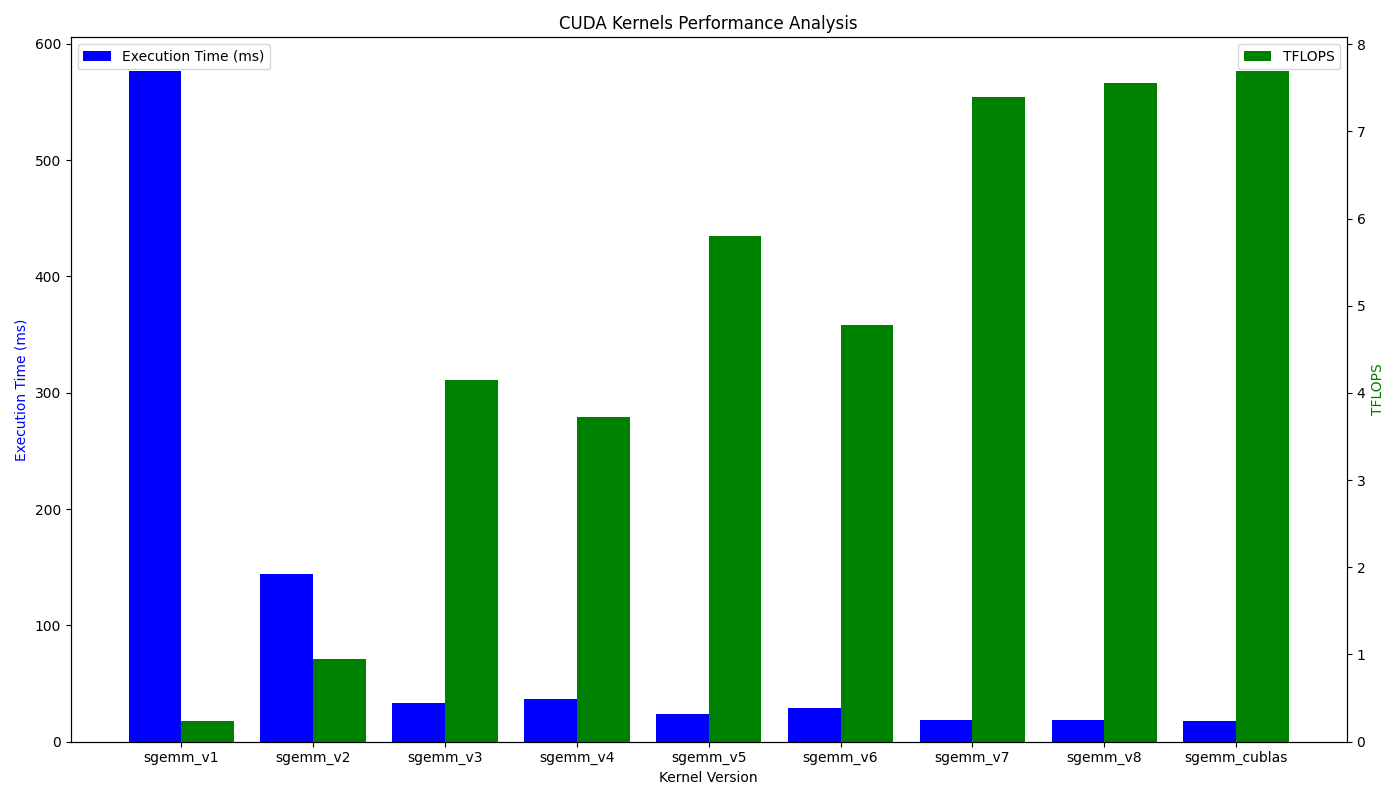 CUDA Kernels Performance Analysis
Execution Time (ms)
TFLOPS
600
500
400
300
200
100
0
Execution Time (ms)
8
7
6
5
4
3
2
1
0
TFLOPS
sgemm_v1 sgemm_v2 sgemm_v3 sgemm_v4 sgemm_v5 sgemm_v6 sgemm_v7 sgemm_v8 sgemm_cublas
Kernel Version